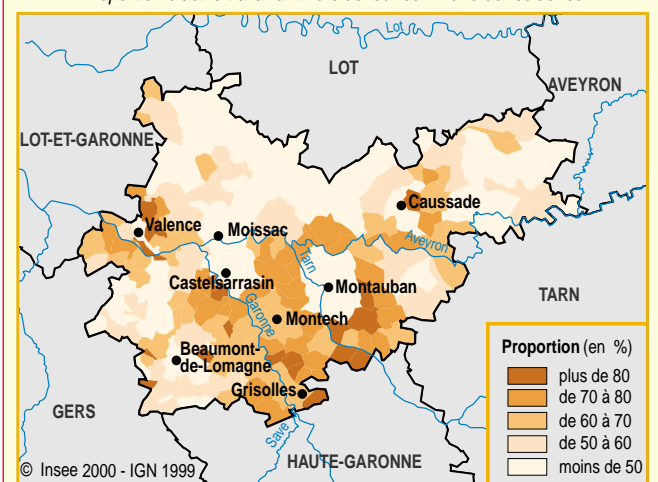 LOT
Lot
AVEYRON
LOT-ET-GARONNE
Caussade
Valence
Moissac
Aveyron
Tarn
Castelsarrasin
Montauban
Garonne
TARN
Montech
Beaumont-
de-Lomagne
Grisolles
GERS
Save
HAUTE-GARONNE
Proportion (en %)
plus de 80
de 70 à 80
de 60 à 70
de 50 à 60
moins de 50
© Insee 2000 - IGN 1999